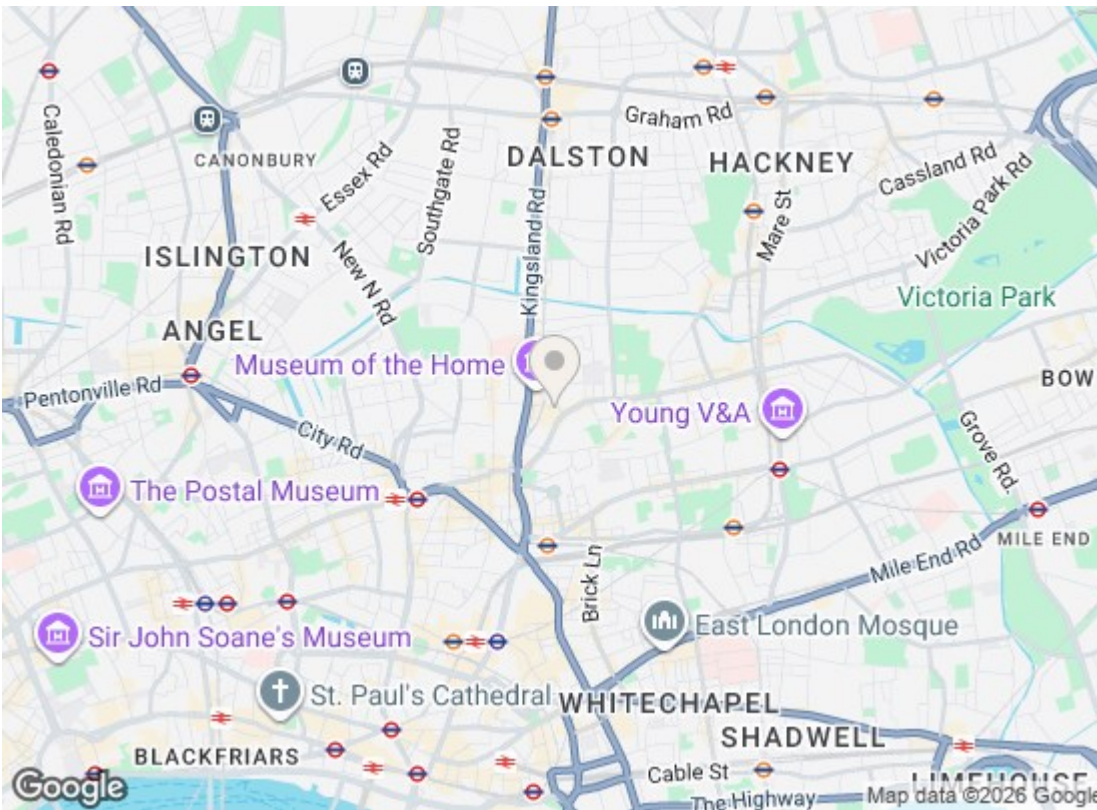 Caledonian Rd
CANONBURY
Essex Rd
Southgate Rd
Kingsland Rd
DALSTON
Graham Rd
HACKNEY
Mare St
Cassland Rd
Victoria Park Rd
ISLINGTON
New N Rd
Victoria Park
ANGEL
Museum of the Home
Pentonville Rd
BOW
Young V&A
City Rd
Grove Rd.
The Postal Museum
MILE END
Mile End Rd
Brick Ln
Sir John Soane's Museum
East London Mosque
St. Paul's Cathedral
WHITECHAPEL
SHADWELL
BLACKFRIARS
Cable St
LIMEHOUSE
Google
The Highway
Map data ©2026 Google